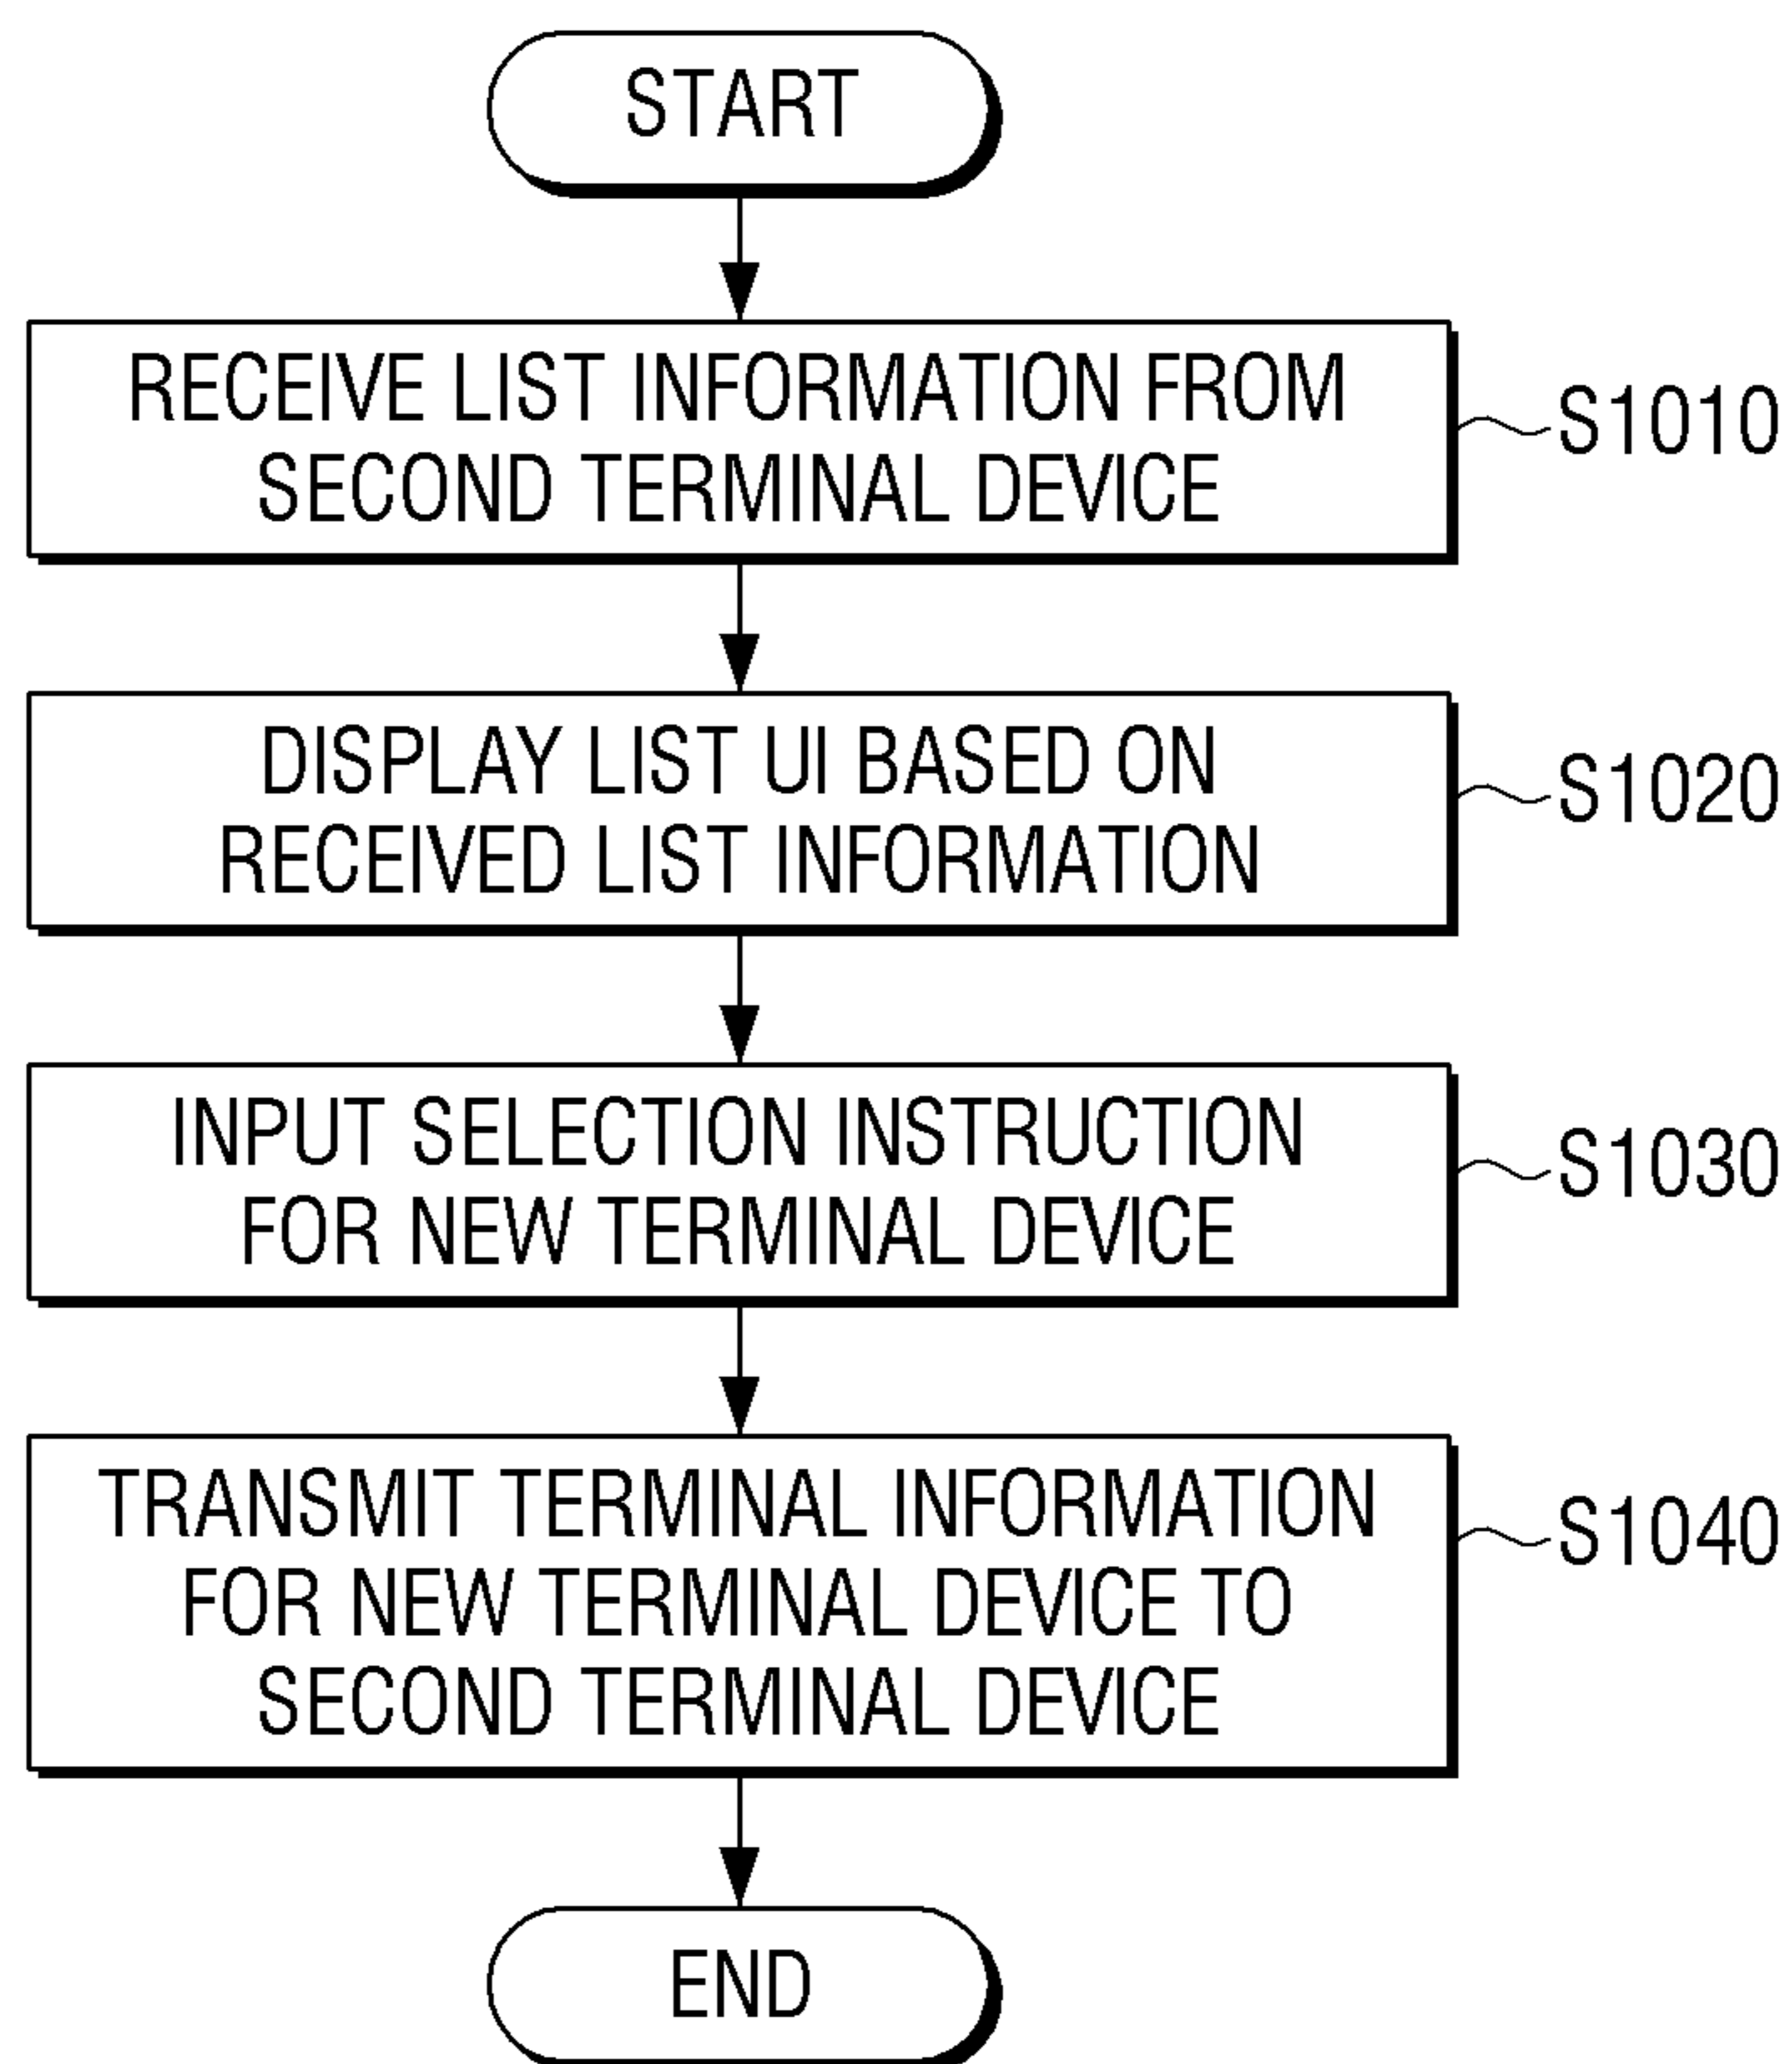 START
RECEIVE LIST INFORMATION FROM
SECOND TERMINAL DEVICE
S1010
DISPLAY LIST UI BASED ON
RECEIVED LIST INFORMATION
S1020
INPUT SELECTION INSTRUCTION
FOR NEW TERMINAL DEVICE
S1030
TRANSMIT TERMINAL INFORMATION
FOR NEW TERMINAL DEVICE TO
SECOND TERMINAL DEVICE
S1040
END